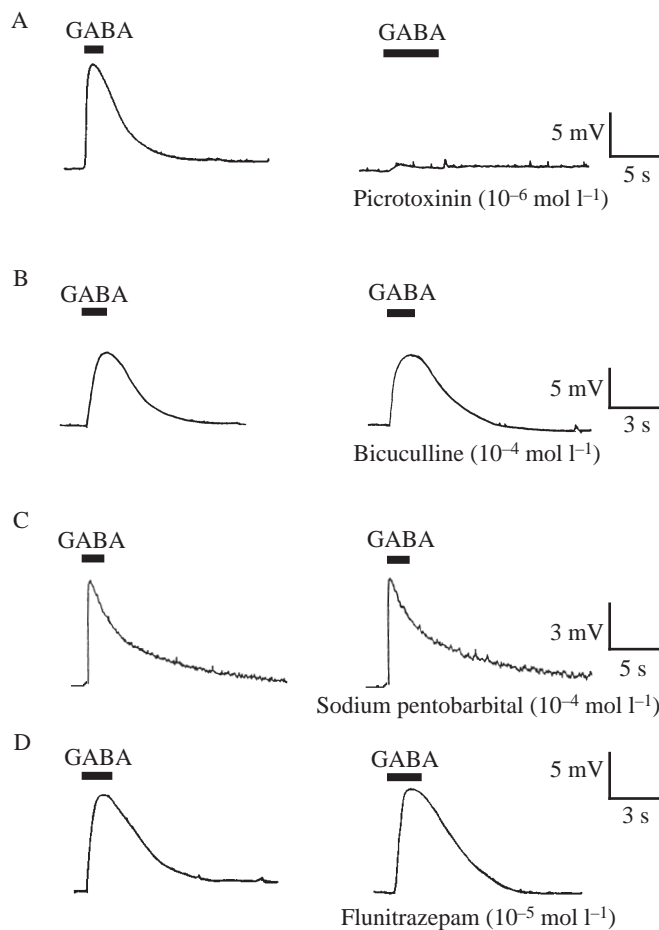 A
GABA GABA
5 mV
5 s
Picrotoxinin (10⁻⁶ mol l⁻¹)
B
GABA GABA
5 mV
3 s
Bicuculline (10⁻⁴ mol l⁻¹)
C
GABA GABA
3 mV
5 s
Sodium pentobarbital (10⁻⁴ mol l⁻¹)
D
GABA GABA
5 mV
3 s
Flunitrazepam (10⁻⁵ mol l⁻¹)